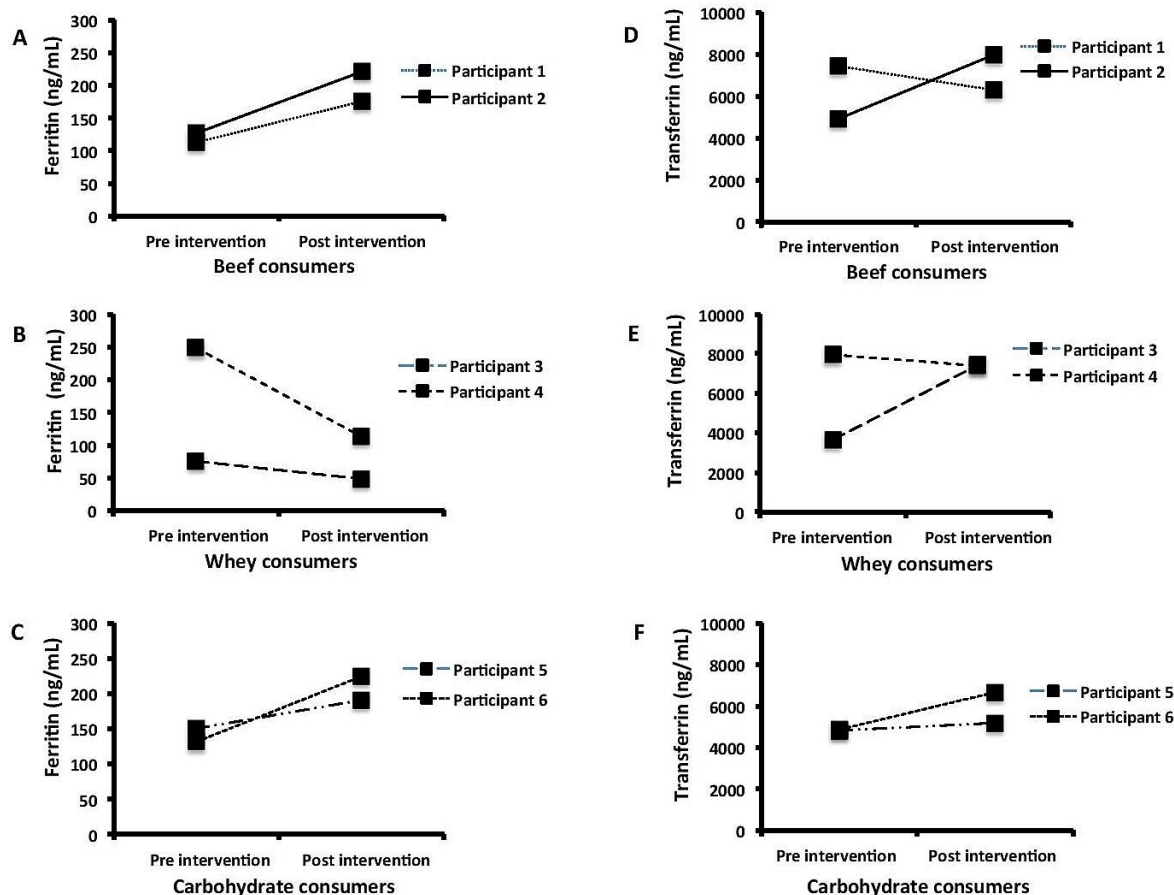 A
Ferritin (ng/mL)
300
250
200
150
100
50
0
Pre intervention
Post intervention
Beef consumers
Participant 1
Participant 2
D
Transferrin (ng/mL)
10000
8000
6000
4000
2000
0
Pre intervention
Post intervention
Beef consumers
Participant 1
Participant 2
B
Ferritin (ng/mL)
300
250
200
150
100
50
0
Pre intervention
Post intervention
Whey consumers
Participant 3
Participant 4
E
Transferrin (ng/mL)
10000
8000
6000
4000
2000
0
Pre intervention
Post intervention
Whey consumers
Participant 3
Participant 4
C
Ferritin (ng/mL)
300
250
200
150
100
50
0
Pre intervention
Post intervention
Carbohydrate consumers
Participant 5
Participant 6
F
Transferrin (ng/mL)
10000
8000
6000
4000
2000
0
Pre intervention
Post intervention
Carbohydrate consumers
Participant 5
Participant 6